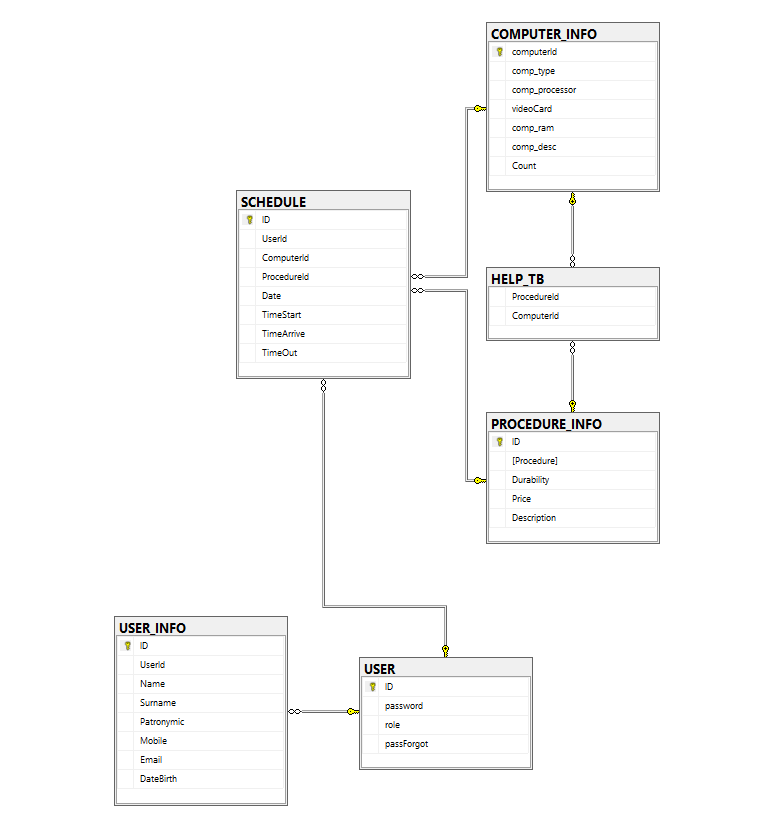 COMPUTER_INFO
computerId
comp_type
comp_processor
videoCard
comp_ram
comp_desc
Count
SCHEDULE
ID
UserId
ComputerId
ProcedureId
Date
TimeStart
TimeArrive
TimeOut
HELP_TB
ProcedureId
ComputerId
PROCEDURE_INFO
ID
[Procedure]
Durability
Price
Description
USER_INFO
ID
UserId
Name
Surname
Patronymic
Mobile
Email
DateBirth
USER
ID
password
role
passForgot